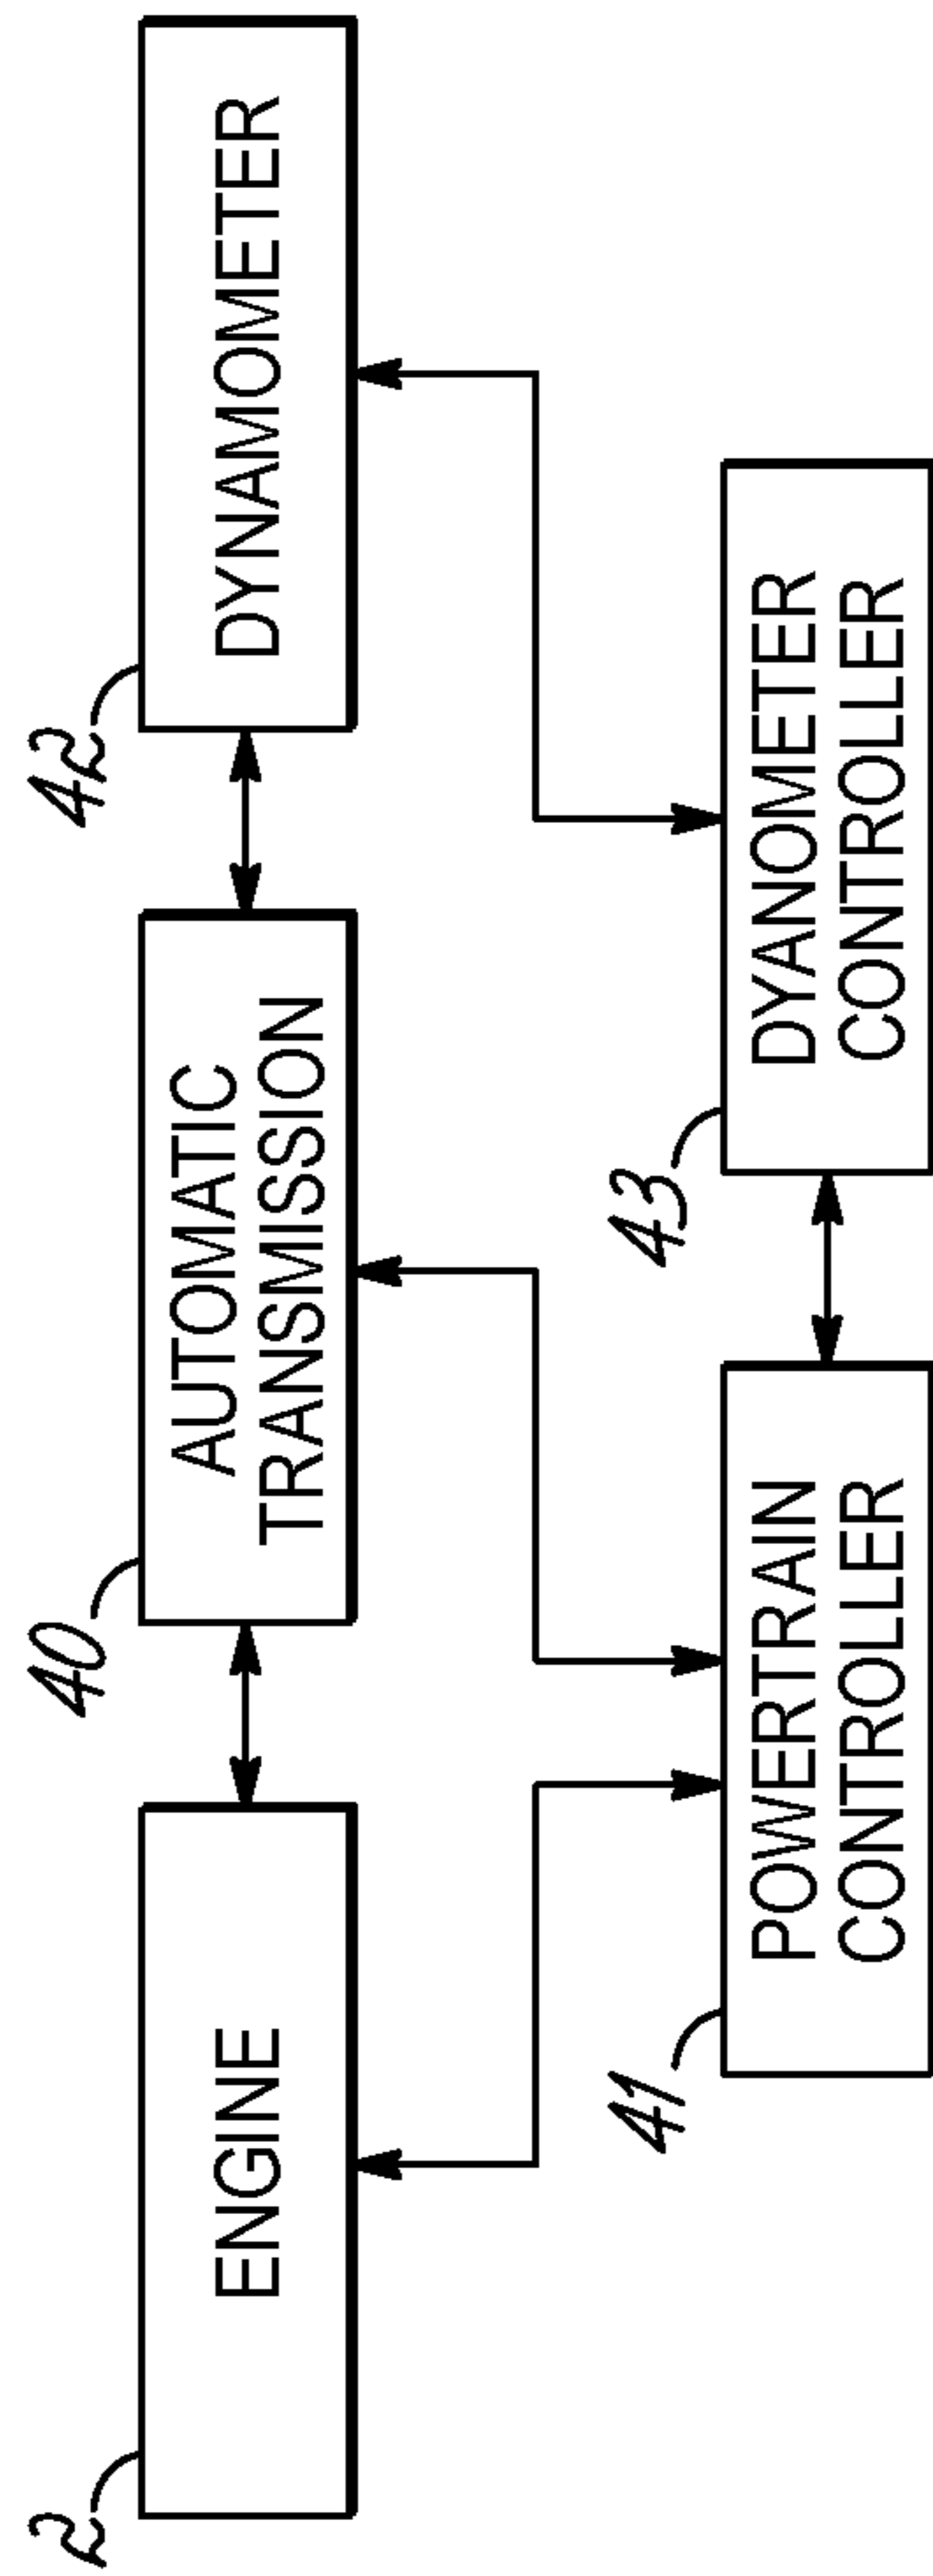 2
ENGINE
40
AUTOMATIC
TRANSMISSION
42
DYNAMOMETER
41
POWERTRAIN
CONTROLLER
43
DYANOMETER
CONTROLLER